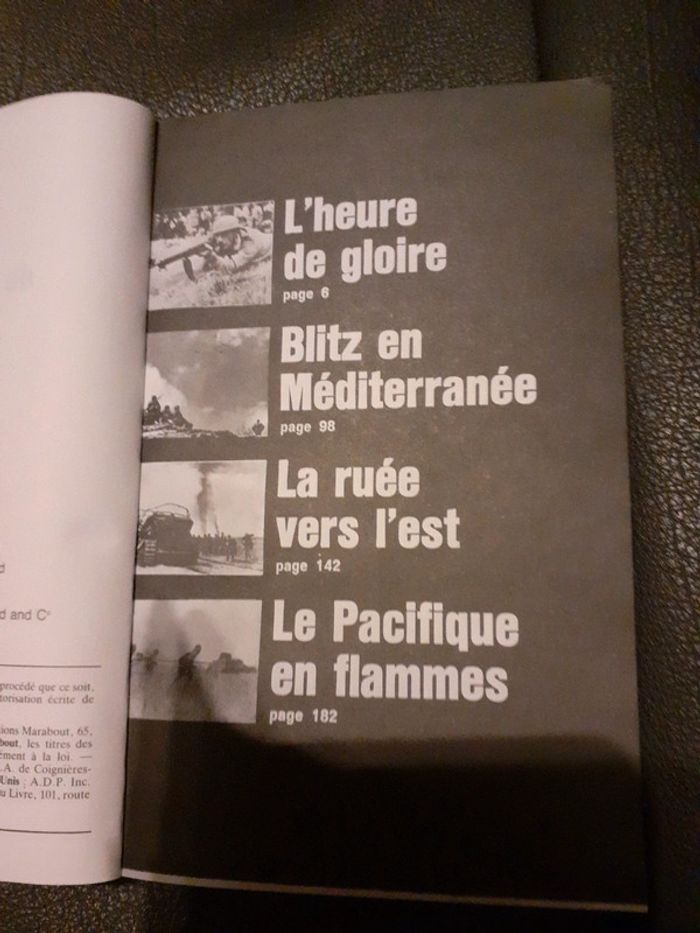 L'heure
de gloire
page 6
Blitz en
Méditerranée
page 98
La ruée
vers l'est
page 142
Le Pacifique
en flammes
page 182
d and Cº
procédé que ce soit,
torisation écrite de
ions Marabout, 65,
bout, les titres des
ément à la loi. —
.A. de Coignières-
Unis : A.D.P. Inc.
u Livre, 101, route